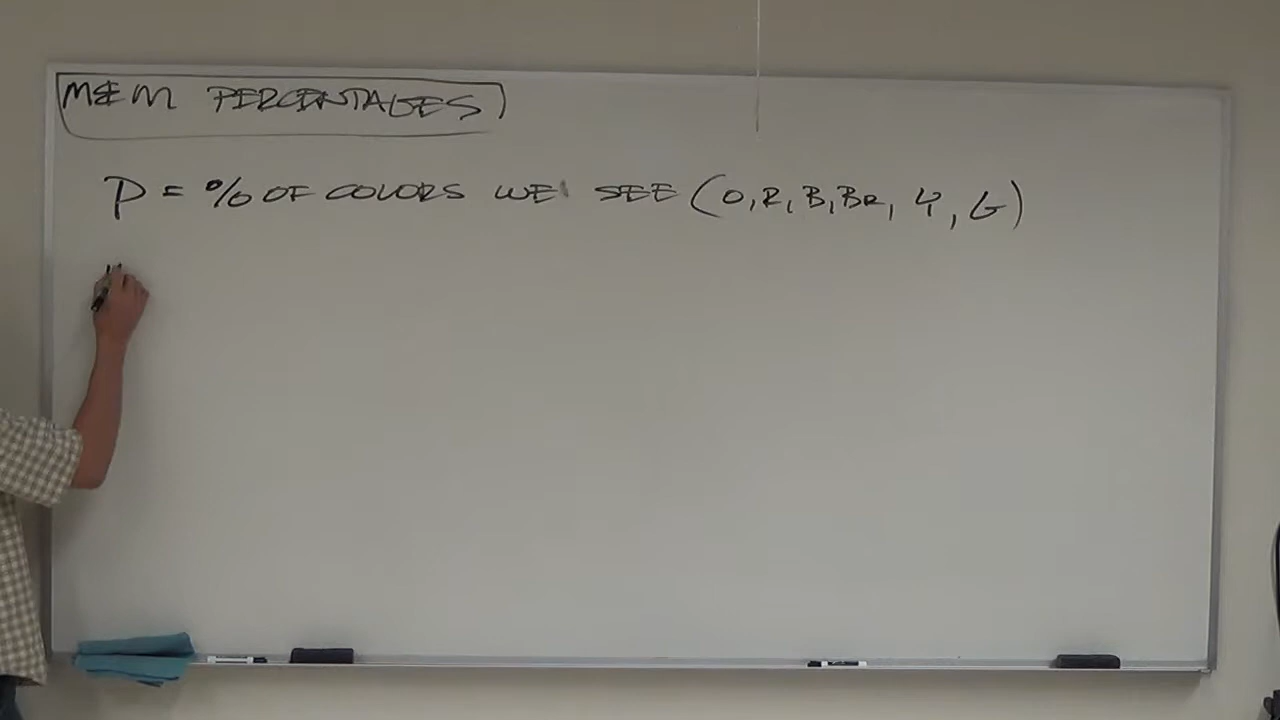 M&M PERCENTAGES
P = % OF COLORS WE SEE (O, R, B, BR, Y, G)